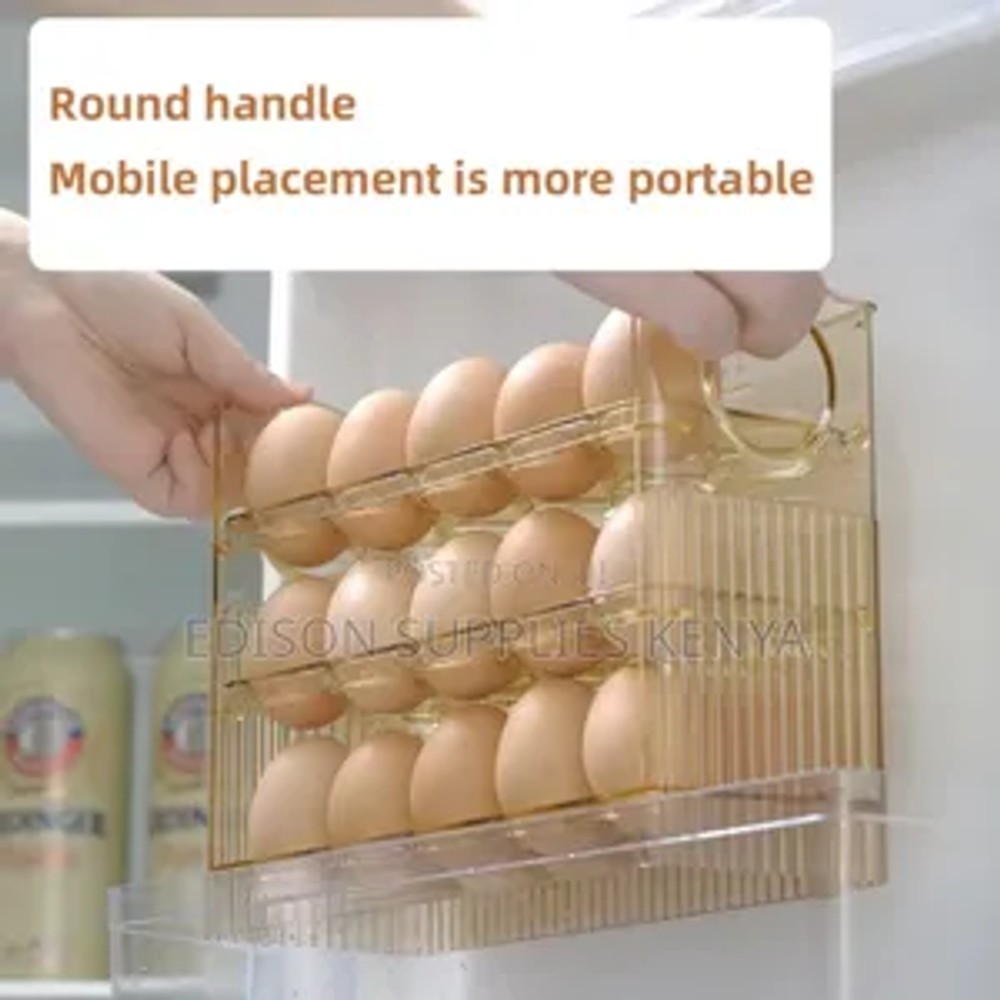 Round handle
Mobile placement is more portable
POSTED ON
EDISON SUPPLIES KENYA